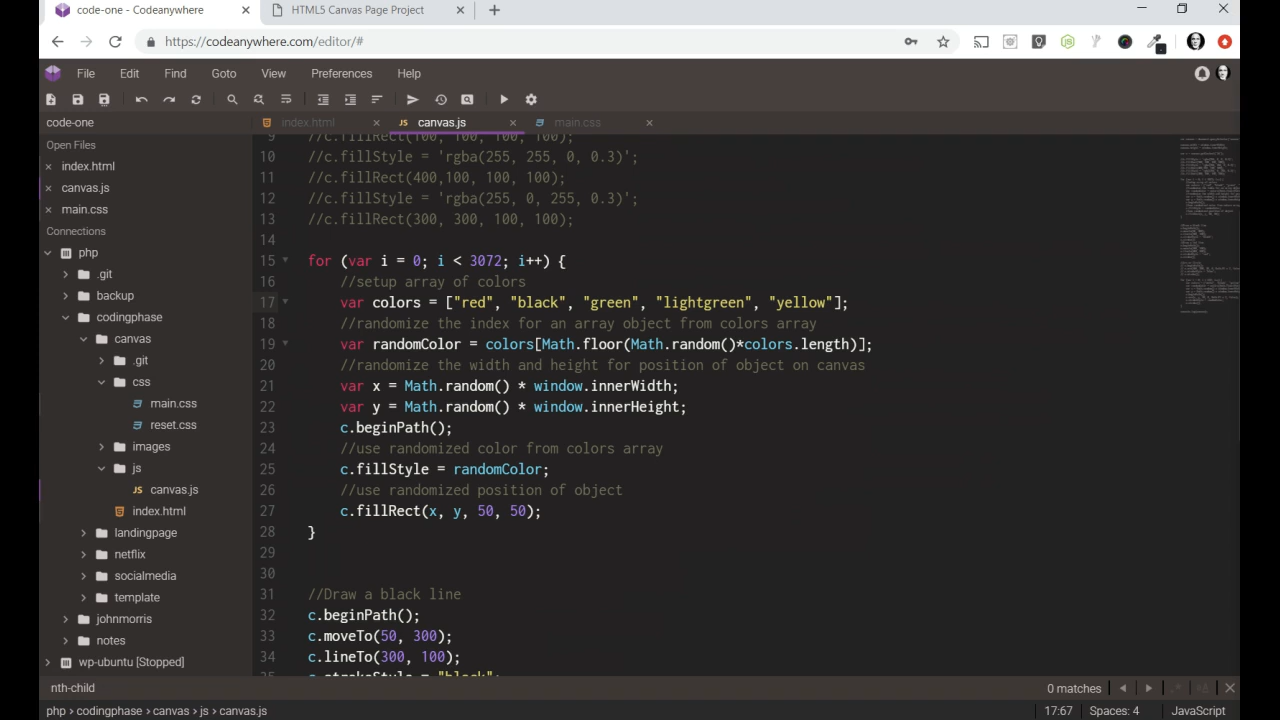 code-one - Codeanywhere
HTML5 Canvas Page Project
https://codeanywhere.com/editor/#
File Edit Find Goto View Preferences Help
code-one
index.html
canvas.js
main.css
Open Files
index.html
canvas.js
main.css
Connections
php
.git
backup
codingphase
canvas
.git
css
main.css
reset.css
images
js
JS canvas.js
index.html
landingpage
netflix
socialmedia
template
johnmorris
notes
wp-ubuntu [Stopped]
9 //c.fillRect(100, 100, 100, 100);
10 //c.fillStyle = 'rgba(255, 255, 0, 0.3)';
11 //c.fillRect(400,100, 100, 100);
12 //c.fillStyle = 'rgba(255, 0, 255, 0.3)';
13 //c.fillRect(300, 300, 100, 100);
14
15 for (var i = 0; i < 3072; i++) {
16 //setup array of colors
17 var colors = ["red", "black", "green", "lightgreen", "yellow"];
18 //randomize the index for an array object from colors array
19 var randomColor = colors[Math.floor(Math.random()*colors.length)];
20 //randomize the width and height for position of object on canvas
21 var x = Math.random() * window.innerWidth;
22 var y = Math.random() * window.innerHeight;
23 c.beginPath();
24 //use randomized color from colors array
25 c.fillStyle = randomColor;
26 //use randomized position of object
27 c.fillRect(x, y, 50, 50);
28 }
29
30
31 //Draw a black line
32 c.beginPath();
33 c.moveTo(50, 300);
34 c.lineTo(300, 100);
35 c.strokeStyle = "black";
nth-child
0 matches
php > codingphase > canvas > js > canvas.js
17:67 Spaces: 4 JavaScript